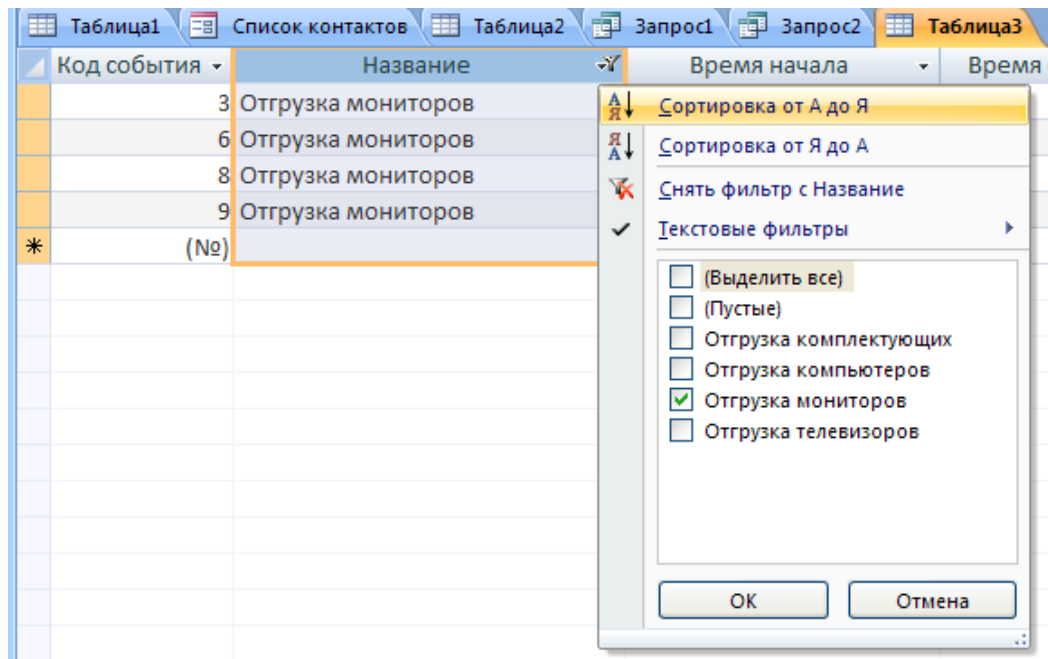 Таблица1 Список контактов Таблица2 Запрос1 Запрос2 Таблица3
Код события Название Время начала Время
3 Отгрузка мониторов
6 Отгрузка мониторов
8 Отгрузка мониторов
9 Отгрузка мониторов
(№)
Сортировка от А до Я
Сортировка от Я до А
Снять фильтр с Название
Текстовые фильтры
(Выделить все)
(Пустые)
Отгрузка комплектующих
Отгрузка компьютеров
Отгрузка мониторов
Отгрузка телевизоров
ОК Отмена